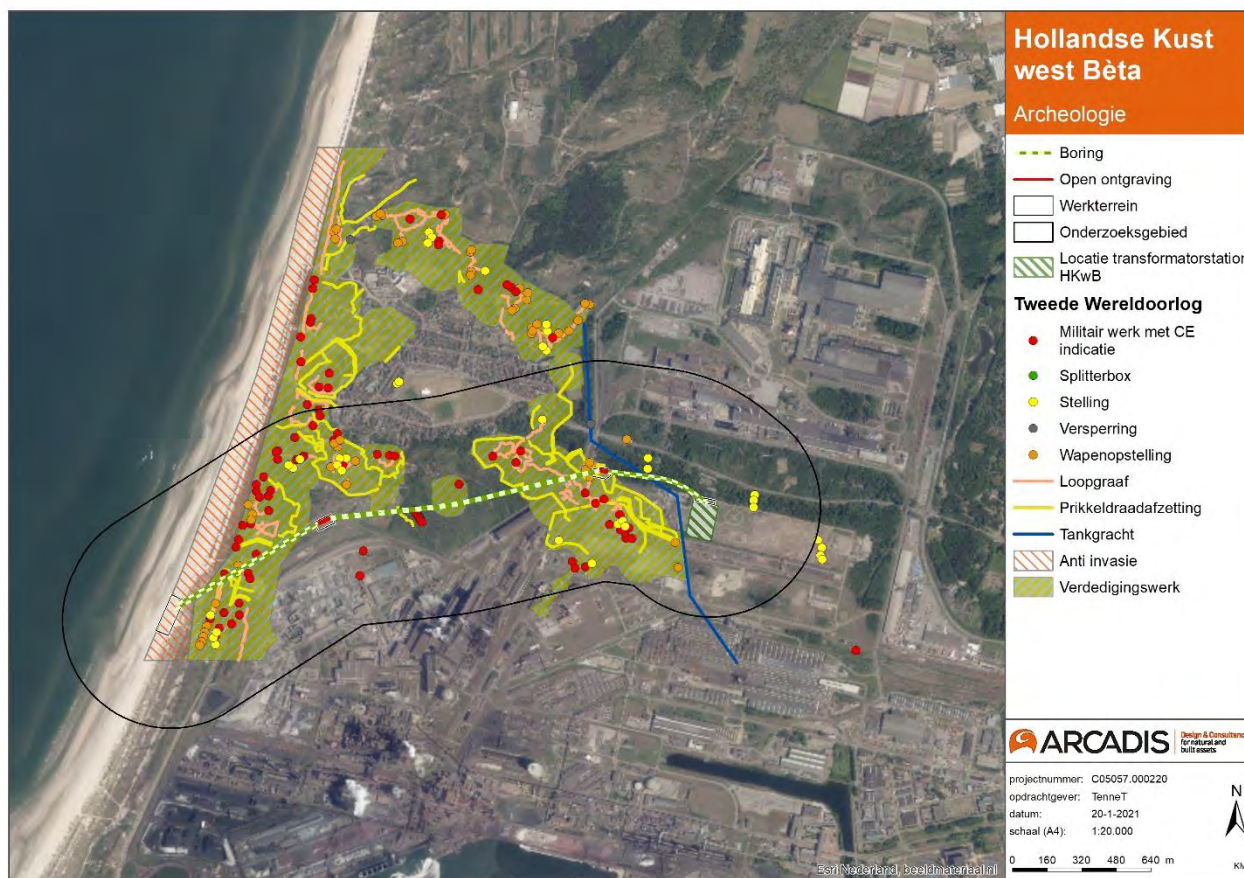 Hollandse Kust
west Bèta
Archeologie
Boring
Open ontgraving
Werkterrein
Onderzoeksgebied
Locatie transformatorstation
HKwB
Tweede Wereldoorlog
Militair werk met CE
indicatie
Splitterbox
Stelling
Versperring
Wapenopstelling
Loopgraaf
Prikkeldraadafzetting
Tankgracht
Anti invasie
Verdedigingswerk
ARCADIS
Design & Consultancy
for natural and
built assets
projectnummer: C05057.000220
opdrachtgever: TenneT
datum: 20-1-2021
schaal (A4): 1:20.000
N
0 160 320 480 640 m
Esri Nederland, beeldmateriaal.nl